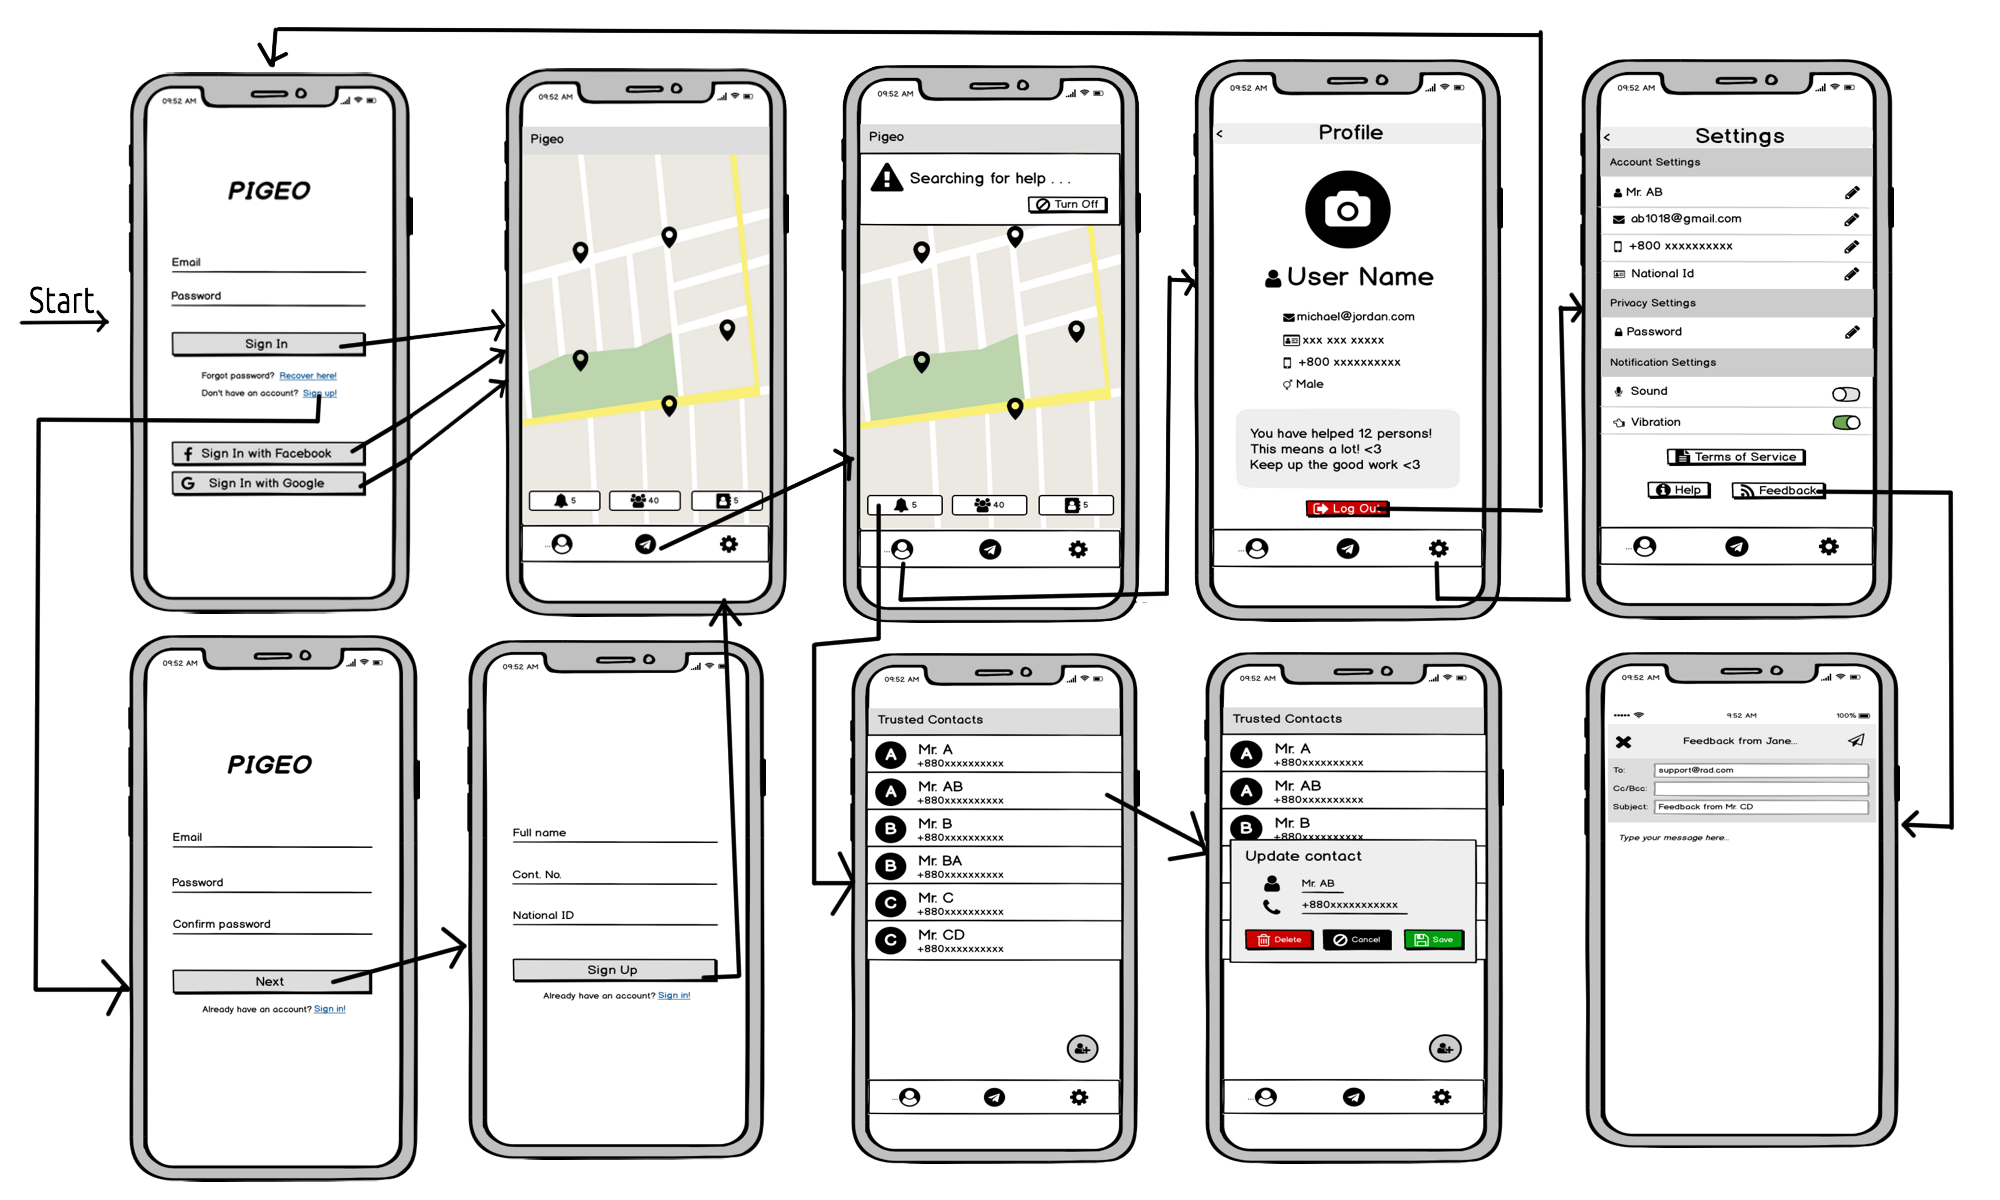 Start
09:52 AM
PIGEO
Email
Password
Sign In
Forgot password? Recover here!
Don't have an account? Sign up!
f Sign In with Facebook
G Sign In with Google
09:52 AM
Pigeo
5
40
5
09:52 AM
Pigeo
Searching for help . . .
Turn Off
5
40
5
09:52 AM
< Profile
User Name
michael@jordan.com
xxx xxx xxxxx
+800 xxxxxxxxxx
Male
You have helped 12 persons!
This means a lot! <3
Keep up the good work <3
Log Out
09:52 AM
< Settings
Account Settings
Mr. AB
ab1018@gmail.com
+800 xxxxxxxxxx
National Id
Privacy Settings
Password
Notification Settings
Sound
Vibration
Terms of Service
Help
Feedback
09:52 AM
PIGEO
Email
Password
Confirm password
Next
Already have an account? Sign in!
09:52 AM
Full name
Cont. No.
National ID
Sign Up
Already have an account? Sign in!
09:52 AM
Trusted Contacts
A Mr. A
+880xxxxxxxxxx
A Mr. AB
+880xxxxxxxxxx
B Mr. B
+880xxxxxxxxxx
B Mr. BA
+880xxxxxxxxxx
C Mr. C
+880xxxxxxxxxx
C Mr. CD
+880xxxxxxxxxx
09:52 AM
Trusted Contacts
A Mr. A
+880xxxxxxxxxx
A Mr. AB
+880xxxxxxxxxx
B Mr. B
+880xxxxxxxxxx
Update contact
Mr. AB
+880xxxxxxxxxxx
Delete
Cancel
Save
09:52 AM
9:52 AM
100%
Feedback from Jane...
To: support@rad.com
Cc/Bcc:
Subject: Feedback from Mr. CD
Type your message here...